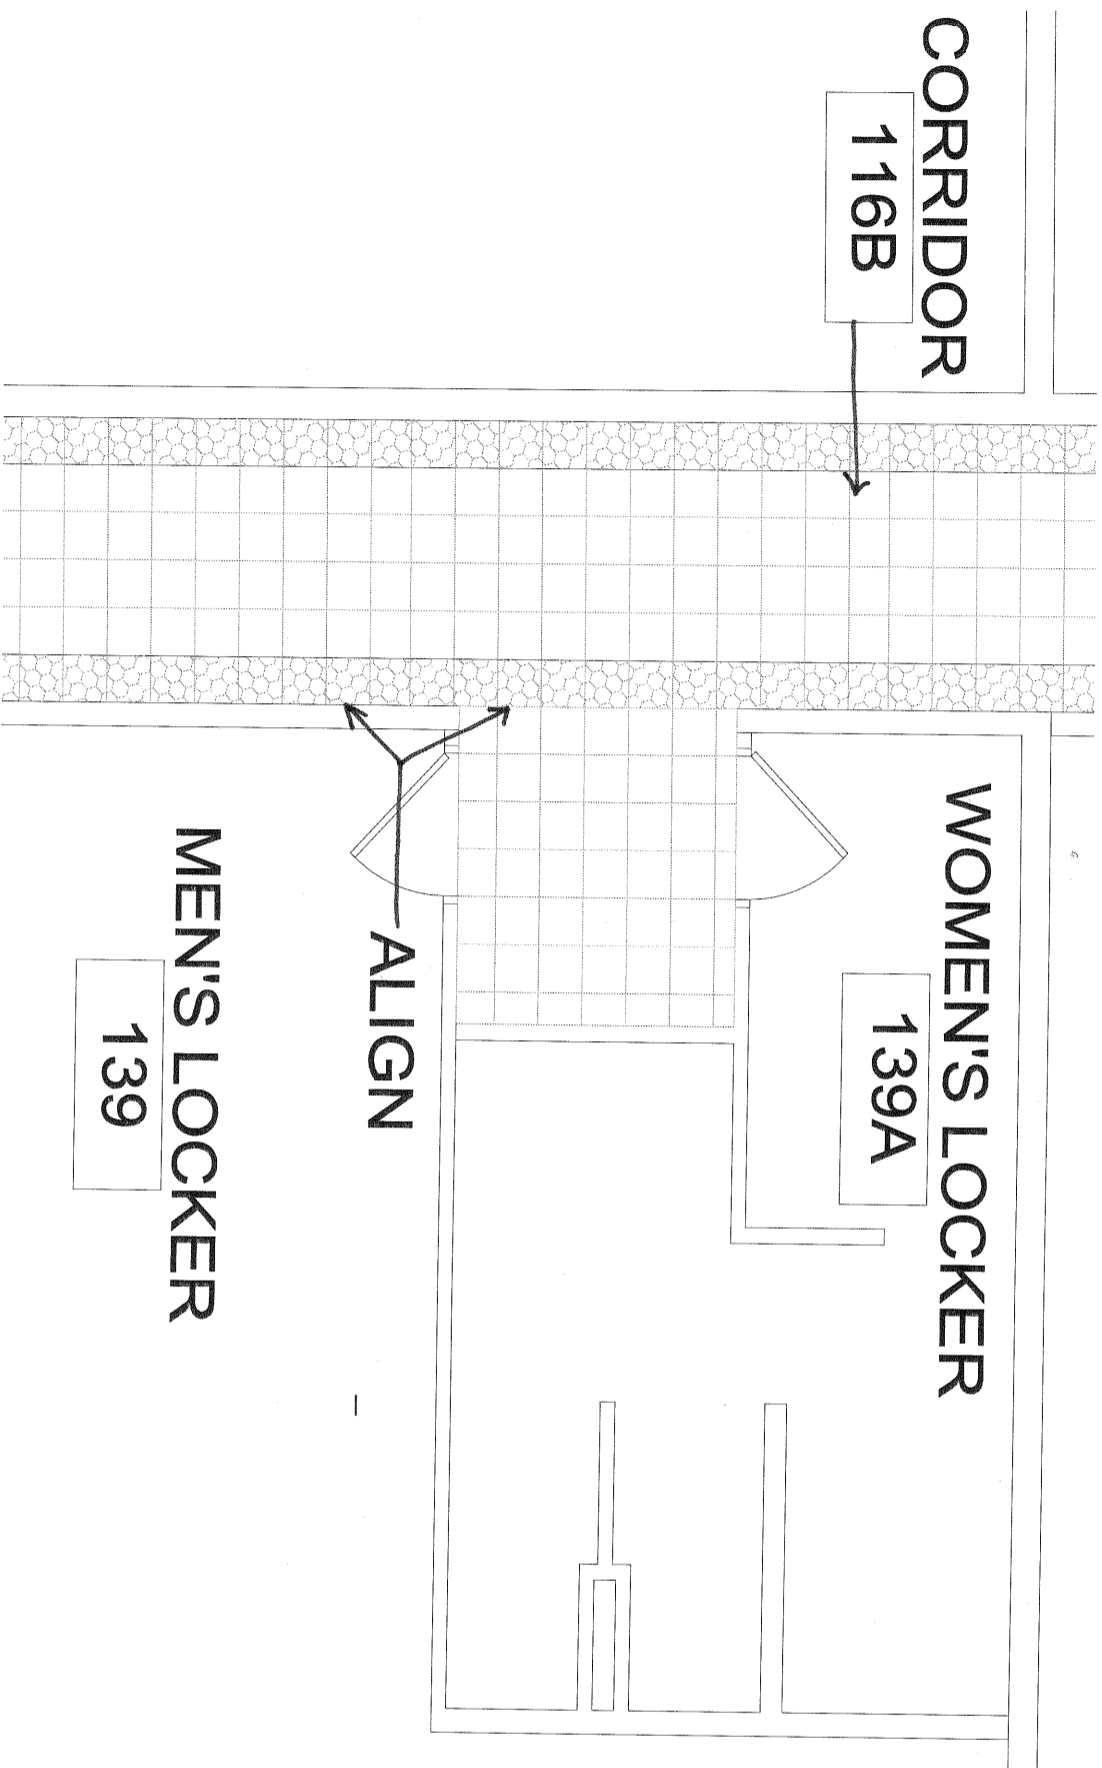 CORRIDOR
116B
WOMEN'S LOCKER
139A
ALIGN
MEN'S LOCKER
139